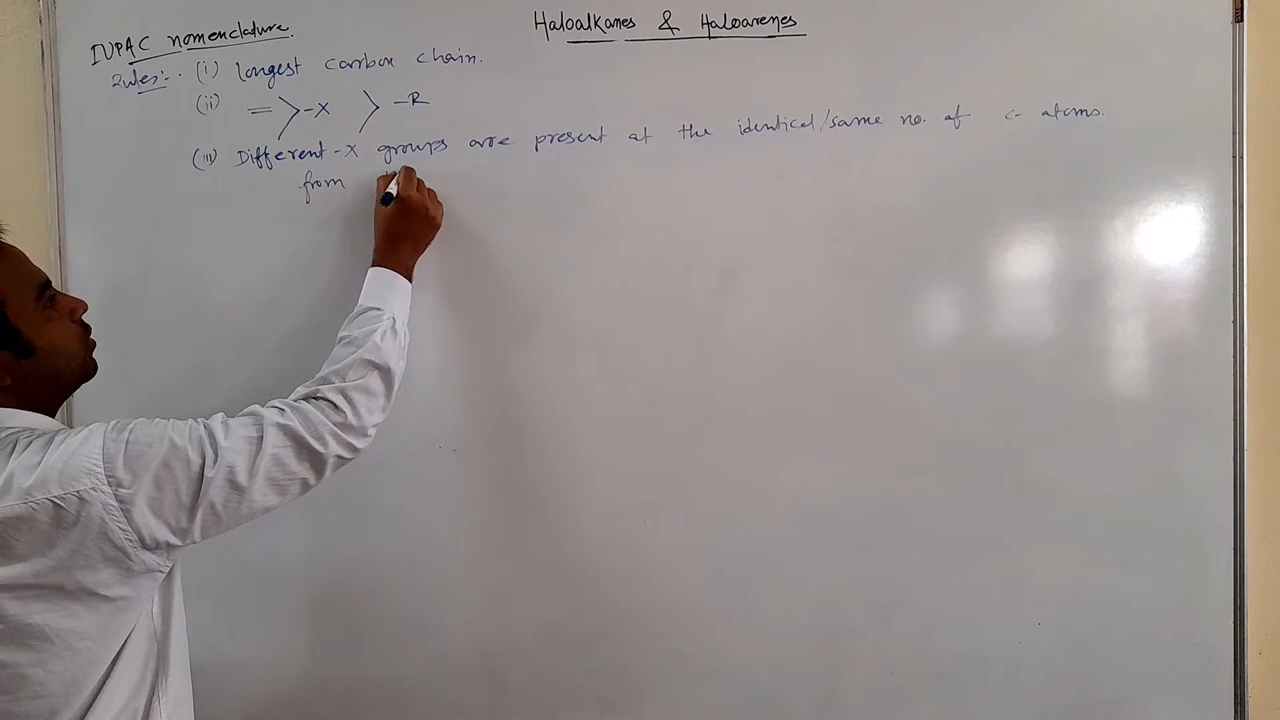 Haloalkanes & Haloarenes
IUPAC nomenclature.
Rules:- (i) longest carbon chain.
(ii) = > -X > -R
(iii) Different -X groups are present at the identical/same no. of C- atoms.
from